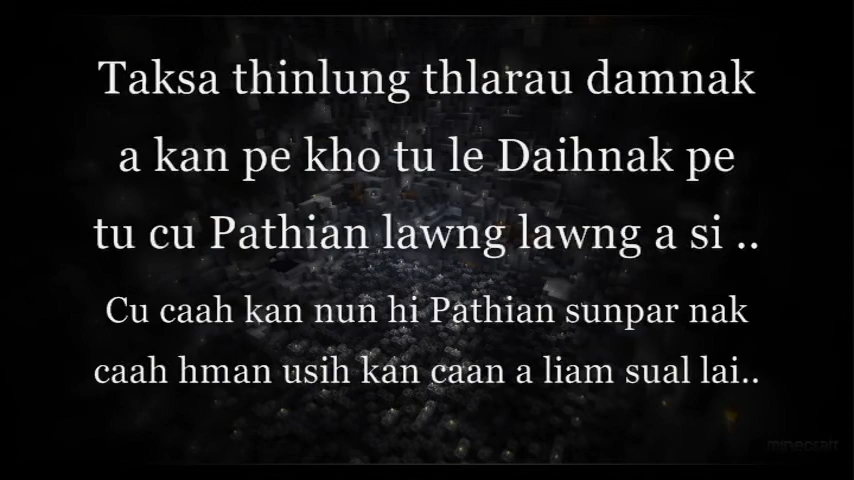 Taksa thinlung thlarau damnak
a kan pe kho tu le Daihnak pe
tu cu Pathian lawng lawng a si ..
Cu caah kan nun hi Pathian sunpar nak
caah hman usih kan caan a liam sual lai..
minecraft